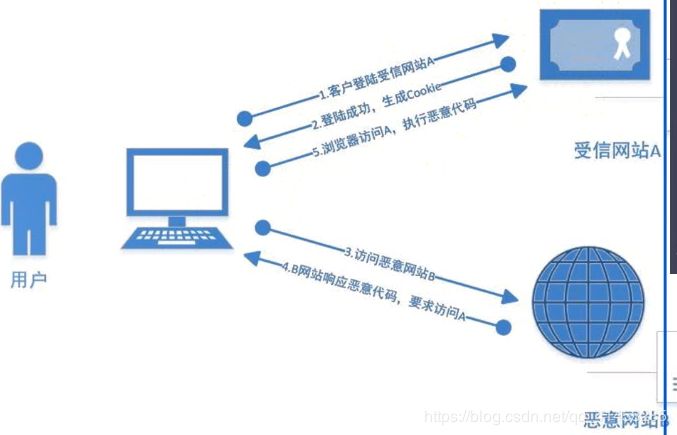 1.客户登陆受信网站A
2.登陆成功，生成Cookie
5.浏览器访问A，执行恶意代码
受信网站A
用户
3.访问恶意网站B
4.B网站响应恶意代码，要求访问A
恶意网站B
https://blog.csdn.net/